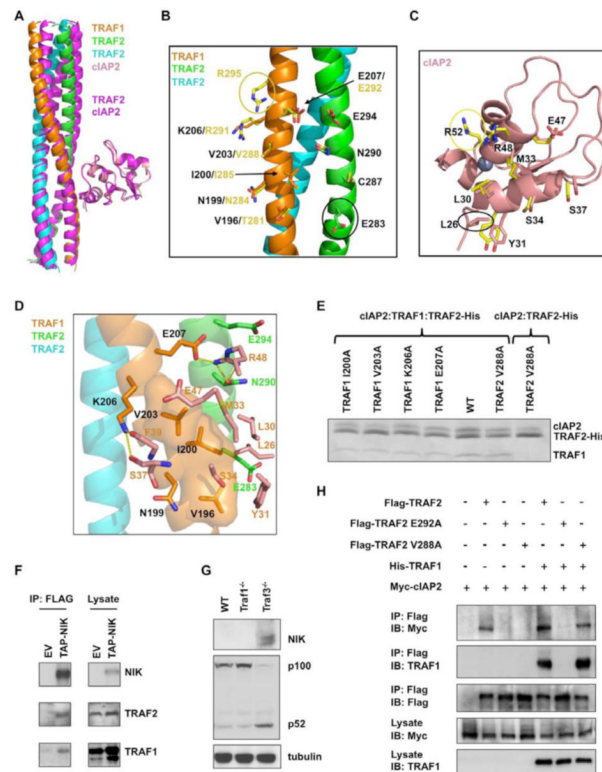 A
TRAF1
TRAF2
TRAF2
cIAP2
TRAF2
cIAP2
B
TRAF1
TRAF2
TRAF2
R295
E207/
E292
K206/R291
E294
V203/V288
N290
I200/I285
C287
N199/N284
V196/T281
E283
C
cIAP2
R52
E47
R48
M33
L30
S37
S34
L26
Y31
D
TRAF1
TRAF2
TRAF2
E207
E294
R48
K206
E47
N290
V203
M33
L30
I200
L26
S37
S34
E283
N199
V196
Y31
E
cIAP2:TRAF1:TRAF2-His
cIAP2:TRAF2-His
TRAF1 I200A
TRAF1 V203A
TRAF1 K206A
TRAF1 E207A
WT
TRAF2 V288A
TRAF2 V288A
cIAP2
TRAF2-His
TRAF1
F
IP: FLAG
Lysate
EV
TAP-NIK
EV
TAP-NIK
NIK
TRAF2
TRAF1
G
WT
Traf1-/-
Traf3-/-
NIK
p100
p52
tubulin
H
Flag-TRAF2 - + - - + - -
Flag-TRAF2 E292A - - + - - + -
Flag-TRAF2 V288A - - - + - - +
His-TRAF1 - - - - + + +
Myc-cIAP2 + + + + + + +
IP: Flag
IB: Myc
IP: Flag
IB: TRAF1
IP: Flag
IB: Flag
Lysate
IB: Myc
Lysate
IB: TRAF1